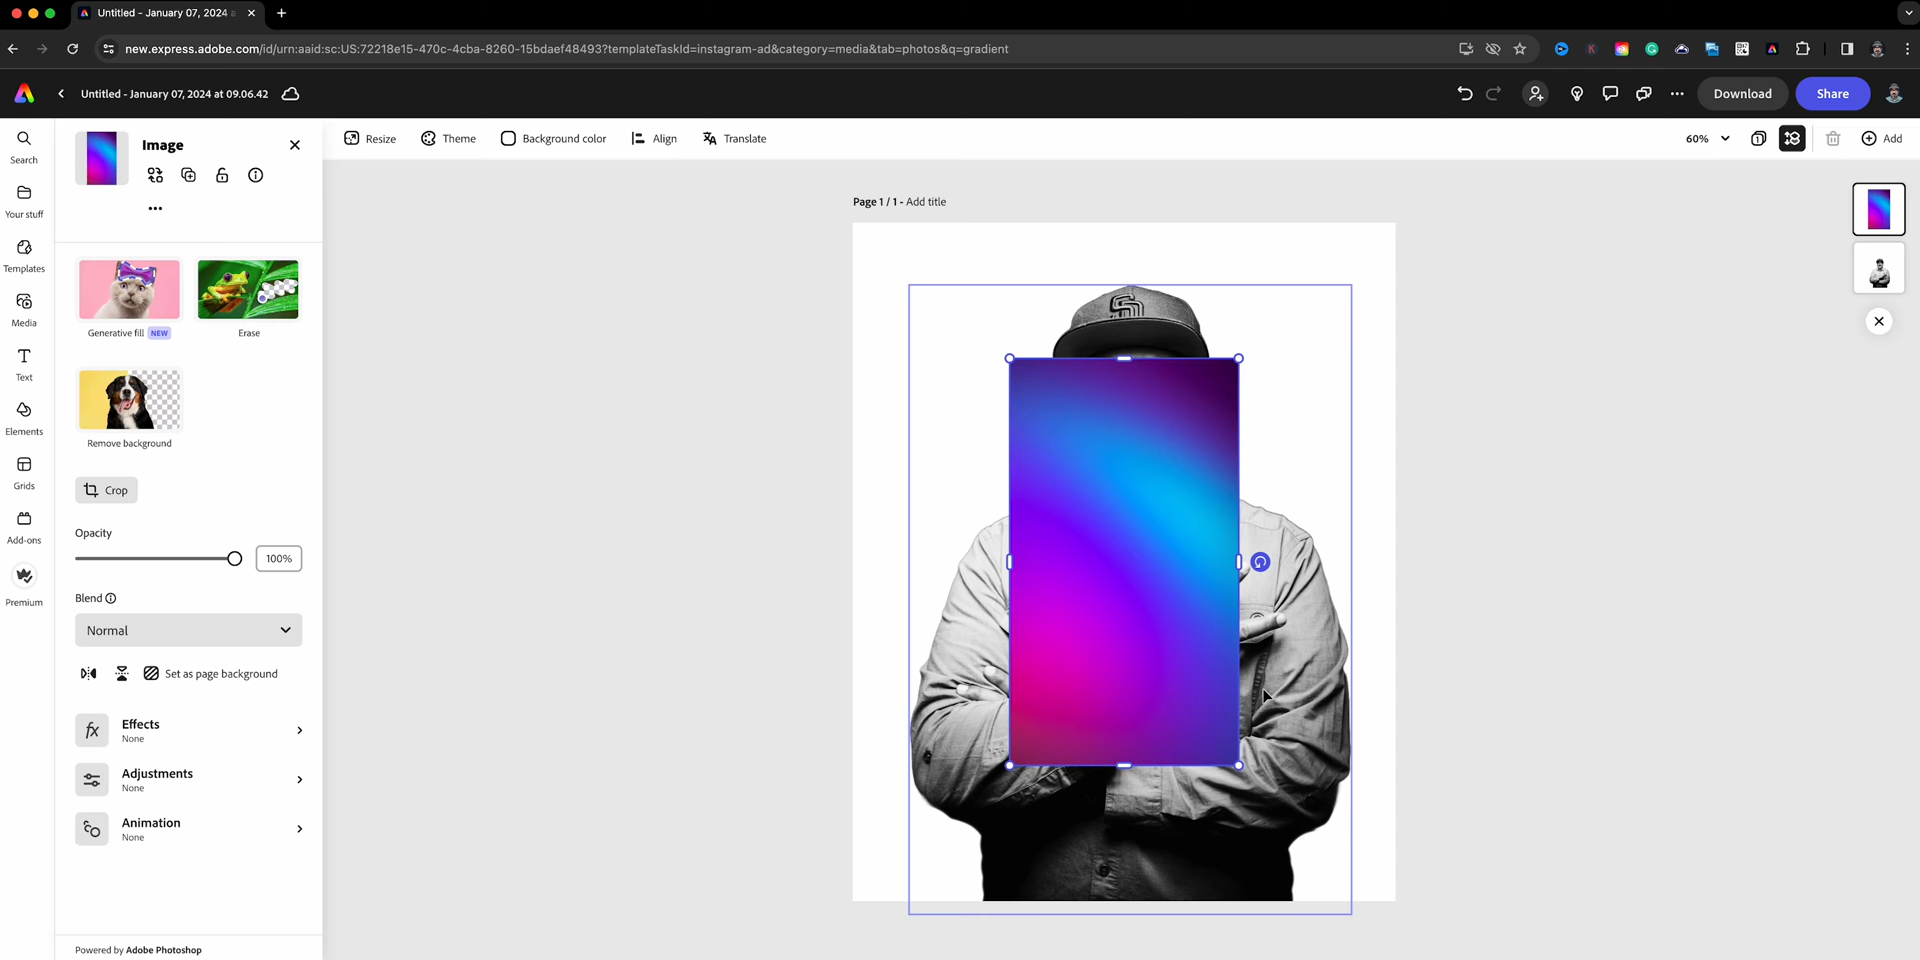 Untitled - January 07, 2024 a
new.express.adobe.com/id/urn:aaid:sc:US:72218e15-470c-4cba-8260-15bdaef48493?templateTaskId=instagram-ad&category=media&tab=photos&q=gradient
Untitled - January 07, 2024 at 09.06.42
Download
Share
Search
Your stuff
Templates
Media
Text
Elements
Grids
Add-ons
Premium
Image
Generative fill NEW
Erase
Remove background
Crop
Opacity
100%
Blend
Normal
Set as page background
fx
Effects
None
Adjustments
None
Animation
None
Powered by Adobe Photoshop
Resize
Theme
Background color
Align
Translate
60%
1
Add
Page 1 / 1 - Add title